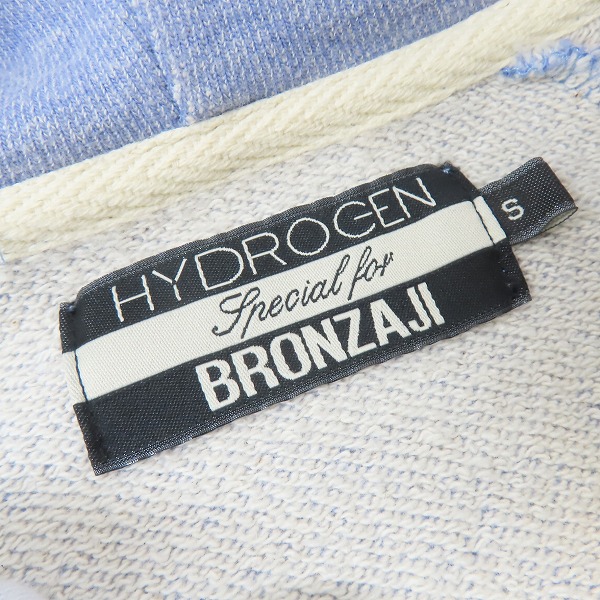 HYDROGEN
Special for
BRONZAJI
S